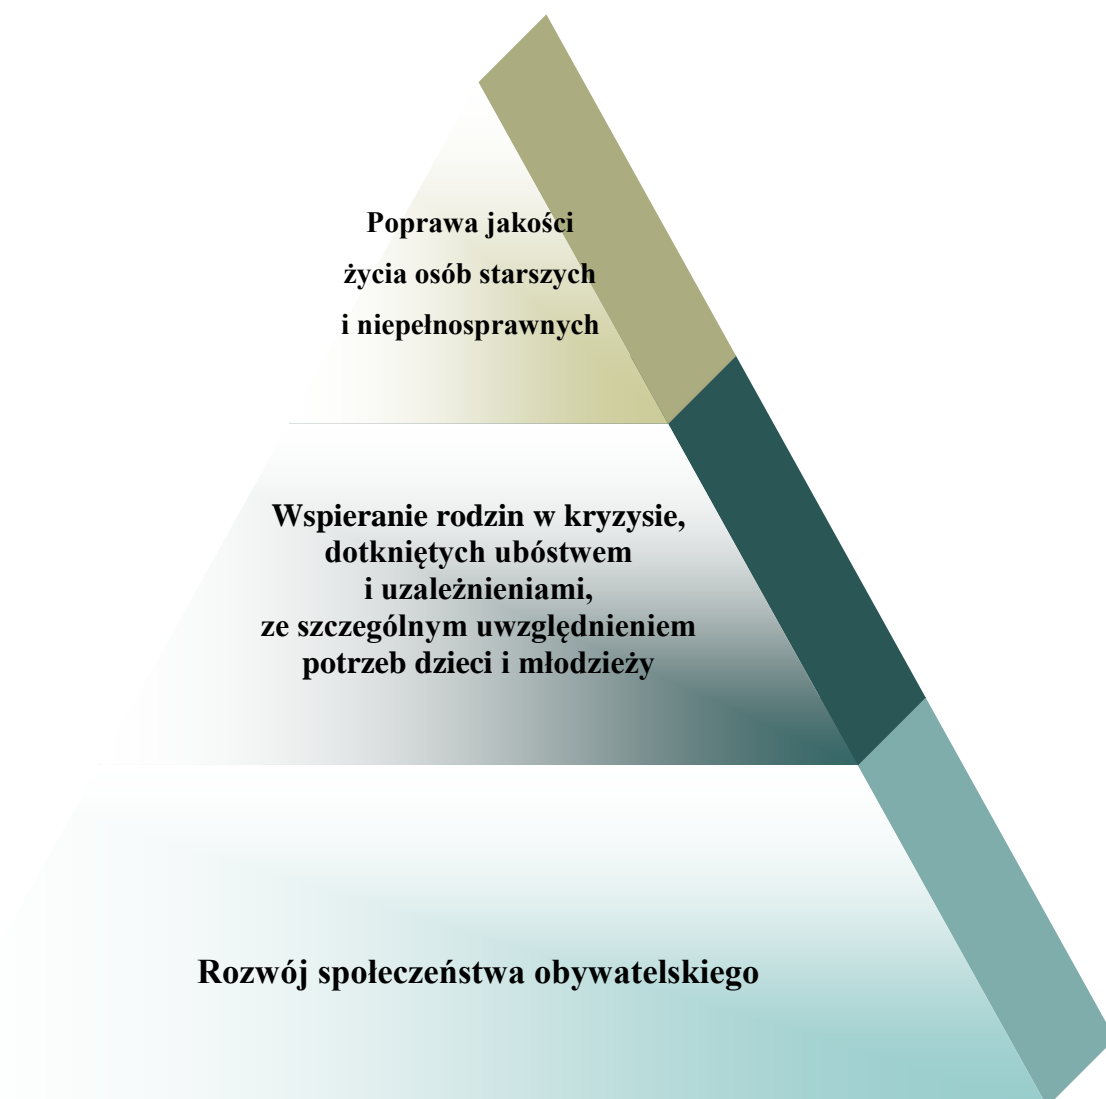 Poprawa jakości
życia osób starszych
i niepełnosprawnych
Wspieranie rodzin w kryzysie,
dotkniętych ubóstwem
i uzależnieniami,
ze szczególnym uwzględnieniem
potrzeb dzieci i młodzieży
Rozwój społeczeństwa obywatelskiego